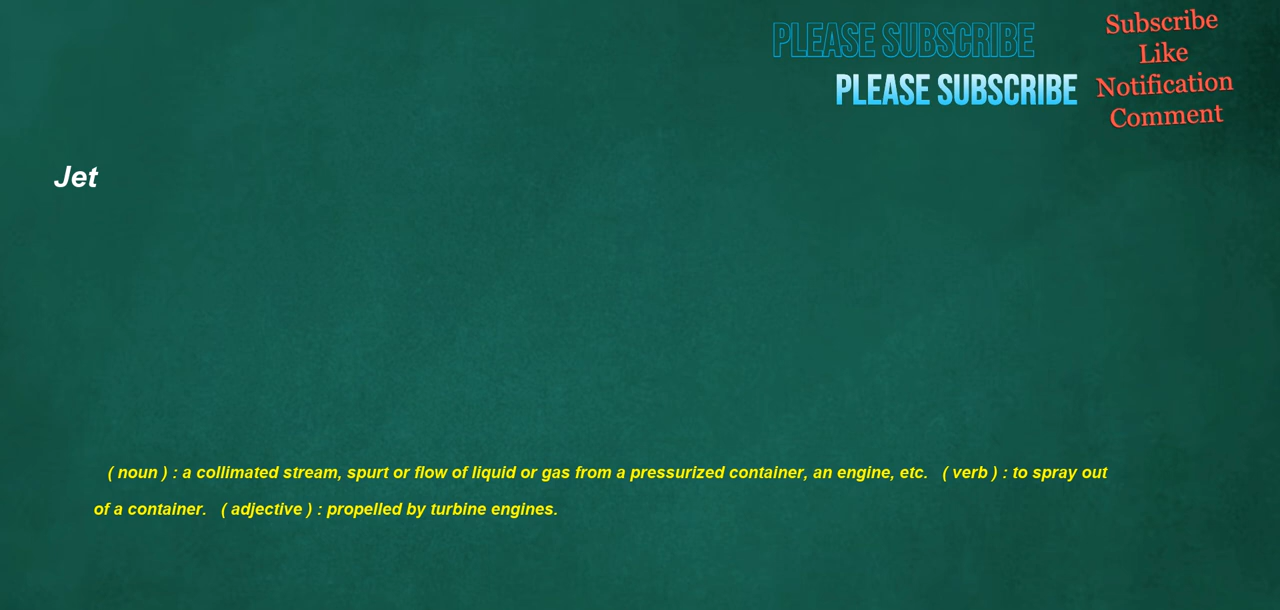 PLEASE SUBSCRIBE
PLEASE SUBSCRIBE
Subscribe
Like
Notification
Comment
Jet
( noun ) : a collimated stream, spurt or flow of liquid or gas from a pressurized container, an engine, etc. ( verb ) : to spray out
of a container. ( adjective ) : propelled by turbine engines.